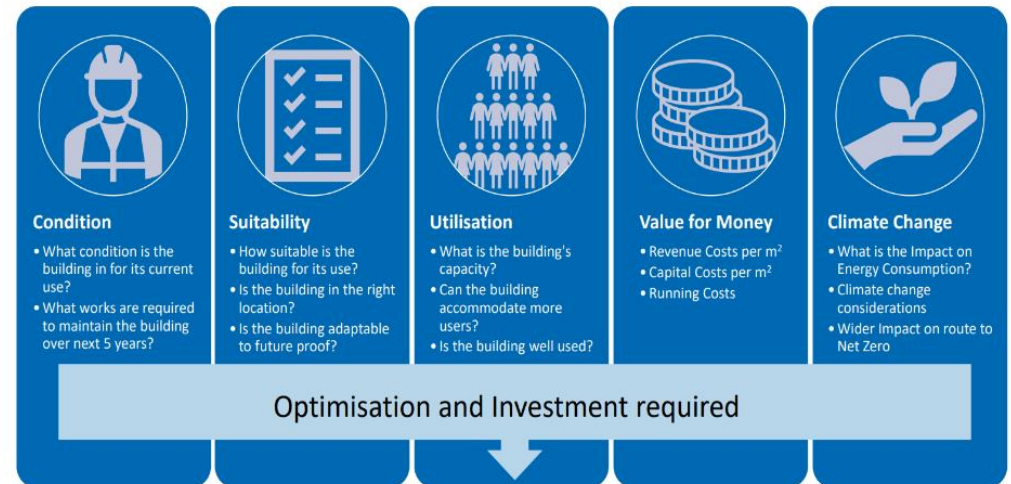 Condition
• What condition is the
building in for its current
use?
• What works are required
to maintain the building
over next 5 years?
Suitability
• How suitable is the
building for its use?
• Is the building in the right
location?
• Is the building adaptable
to future proof?
Utilisation
• What is the building's
capacity?
• Can the building
accommodate more
users?
• Is the building well used?
Value for Money
• Revenue Costs per m²
• Capital Costs per m²
• Running Costs
Climate Change
• What is the Impact on
Energy Consumption?
• Climate change
considerations
• Wider Impact on route to
Net Zero
Optimisation and Investment required